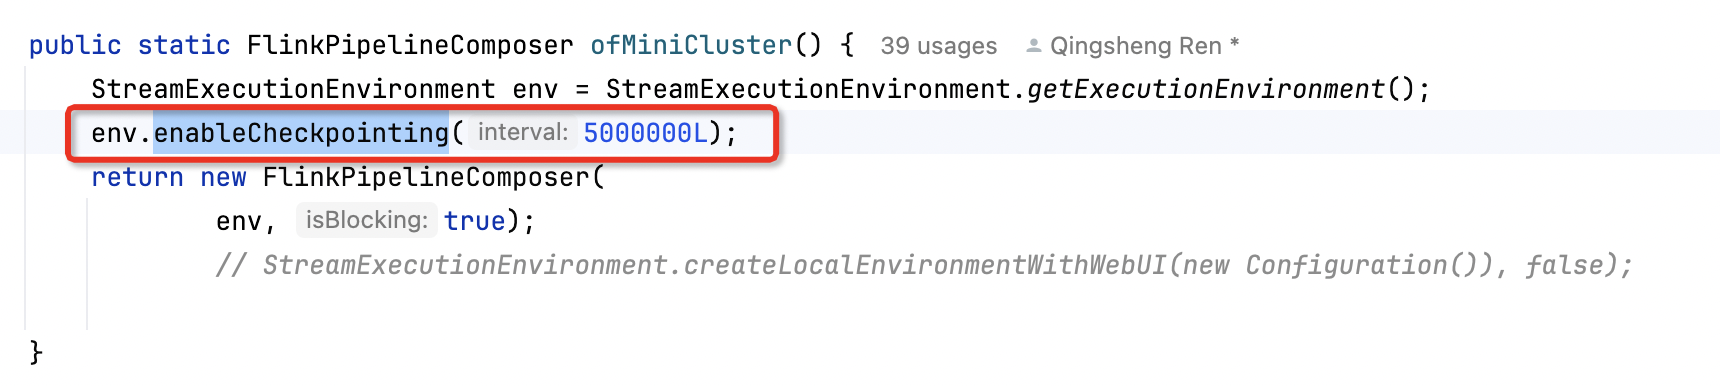 public static FlinkPipelineComposer ofMiniCluster() { 39 usages Qingsheng Ren *
StreamExecutionEnvironment env = StreamExecutionEnvironment.getExecutionEnvironment();
env.enableCheckpointing( interval: 5000000L);
return new FlinkPipelineComposer(
env, isBlocking: true);
// StreamExecutionEnvironment.createLocalEnvironmentWithWebUI(new Configuration()), false);
}